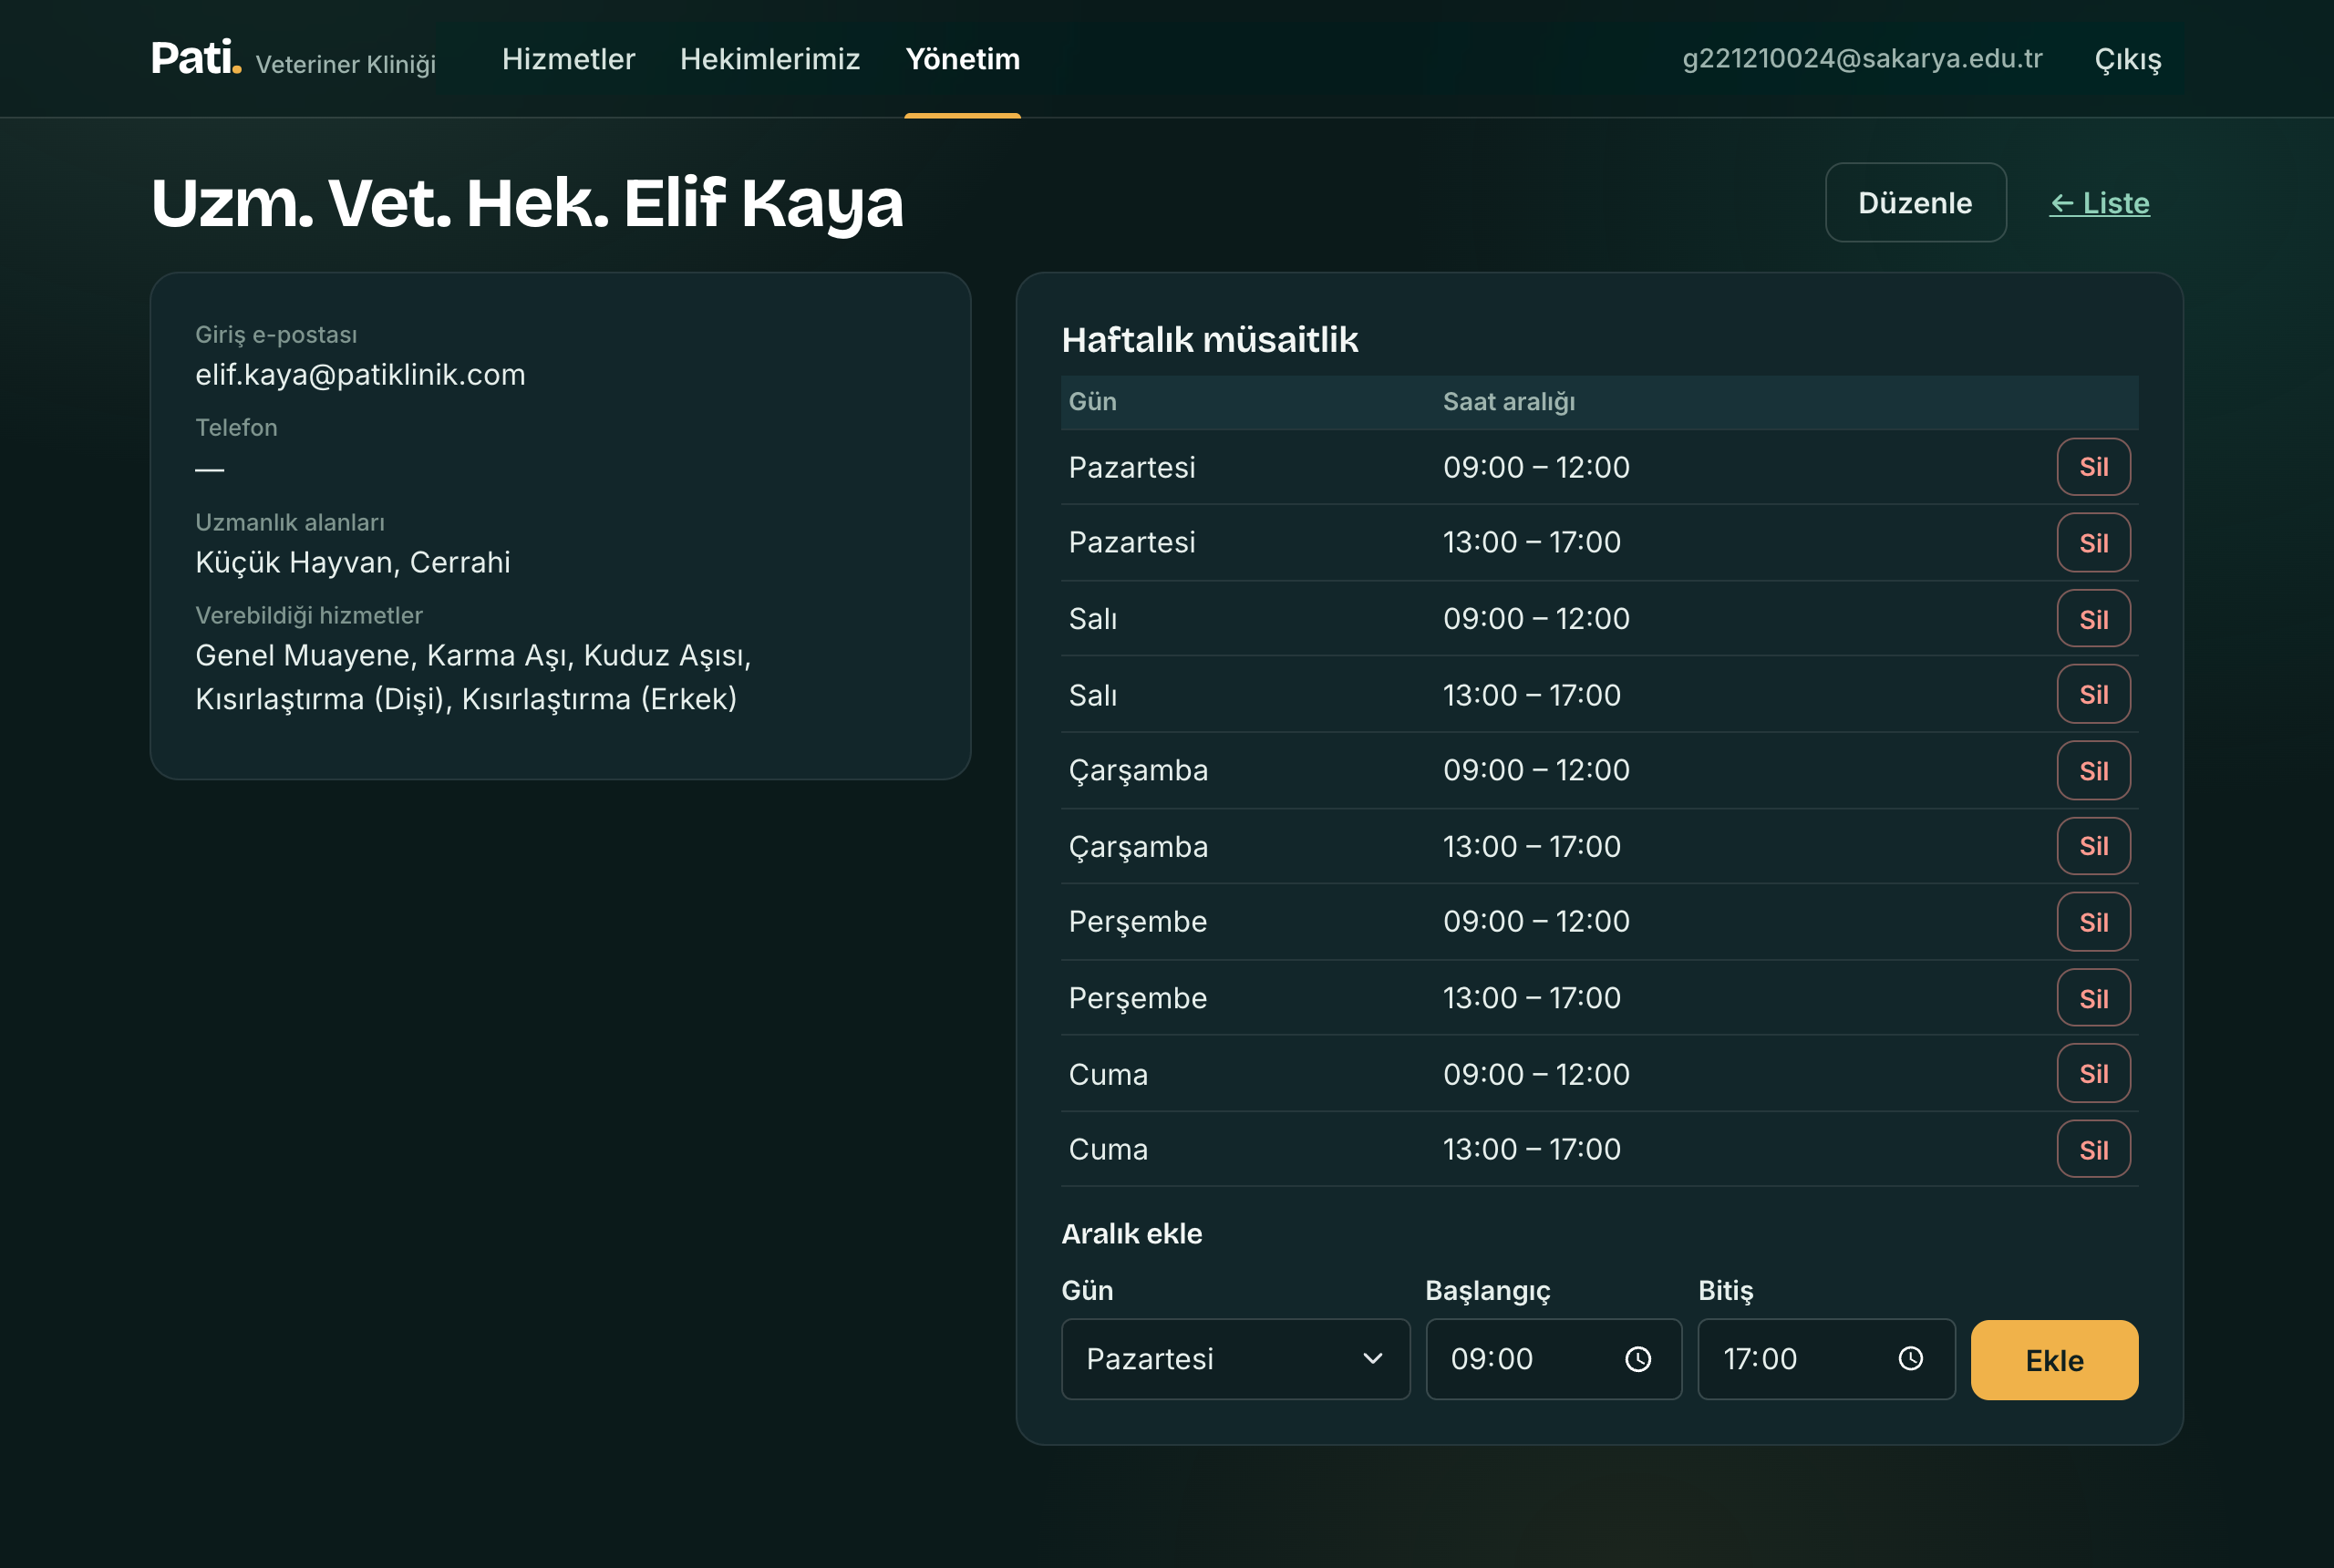 Pati. Veteriner Kliniği Hizmetler Hekimlerimiz Yönetim g221210024@sakarya.edu.tr Çıkış
Uzm. Vet. Hek. Elif Kaya
Düzenle ← Liste
Giriş e-postası
elif.kaya@patiklinik.com
Telefon
—
Uzmanlık alanları
Küçük Hayvan, Cerrahi
Verebildiği hizmetler
Genel Muayene, Karma Aşı, Kuduz Aşısı,
Kısırlaştırma (Dişi), Kısırlaştırma (Erkek)
Haftalık müsaitlik
Gün Saat aralığı
Pazartesi 09:00 – 12:00 Sil
Pazartesi 13:00 – 17:00 Sil
Salı 09:00 – 12:00 Sil
Salı 13:00 – 17:00 Sil
Çarşamba 09:00 – 12:00 Sil
Çarşamba 13:00 – 17:00 Sil
Perşembe 09:00 – 12:00 Sil
Perşembe 13:00 – 17:00 Sil
Cuma 09:00 – 12:00 Sil
Cuma 13:00 – 17:00 Sil
Aralık ekle
Gün Başlangıç Bitiş
Pazartesi 09:00 17:00 Ekle